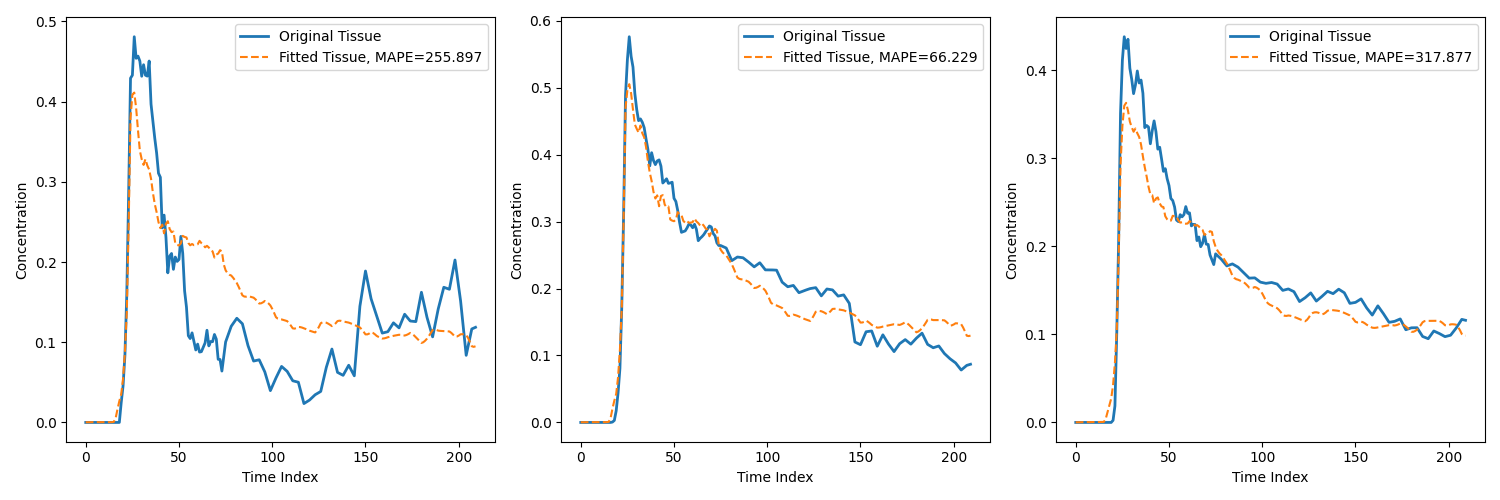 Original Tissue
Fitted Tissue, MAPE=255.897
0.5
0.4
0.3
0.2
0.1
0.0
Concentration
0 50 100 150 200
Time Index
Original Tissue
Fitted Tissue, MAPE=66.229
0.6
0.5
0.4
0.3
0.2
0.1
0.0
Concentration
0 50 100 150 200
Time Index
Original Tissue
Fitted Tissue, MAPE=317.877
0.4
0.3
0.2
0.1
0.0
Concentration
0 50 100 150 200
Time Index